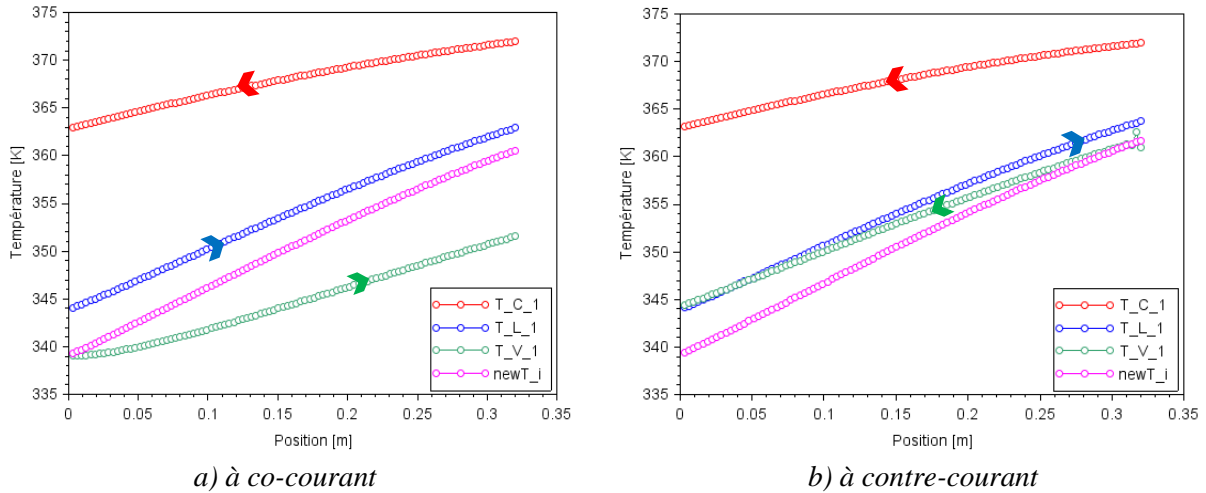 375
370
365
360
355
350
345
340
335
Température [K]
0
0.05
0.1
0.15
0.2
0.25
0.3
0.35
Position [m]
T_C_1
T_L_1
T_V_1
newT_i
a) à co-courant
375
370
365
360
355
350
345
340
335
Température [K]
0
0.05
0.1
0.15
0.2
0.25
0.3
0.35
Position [m]
T_C_1
T_L_1
T_V_1
newT_i
b) à contre-courant